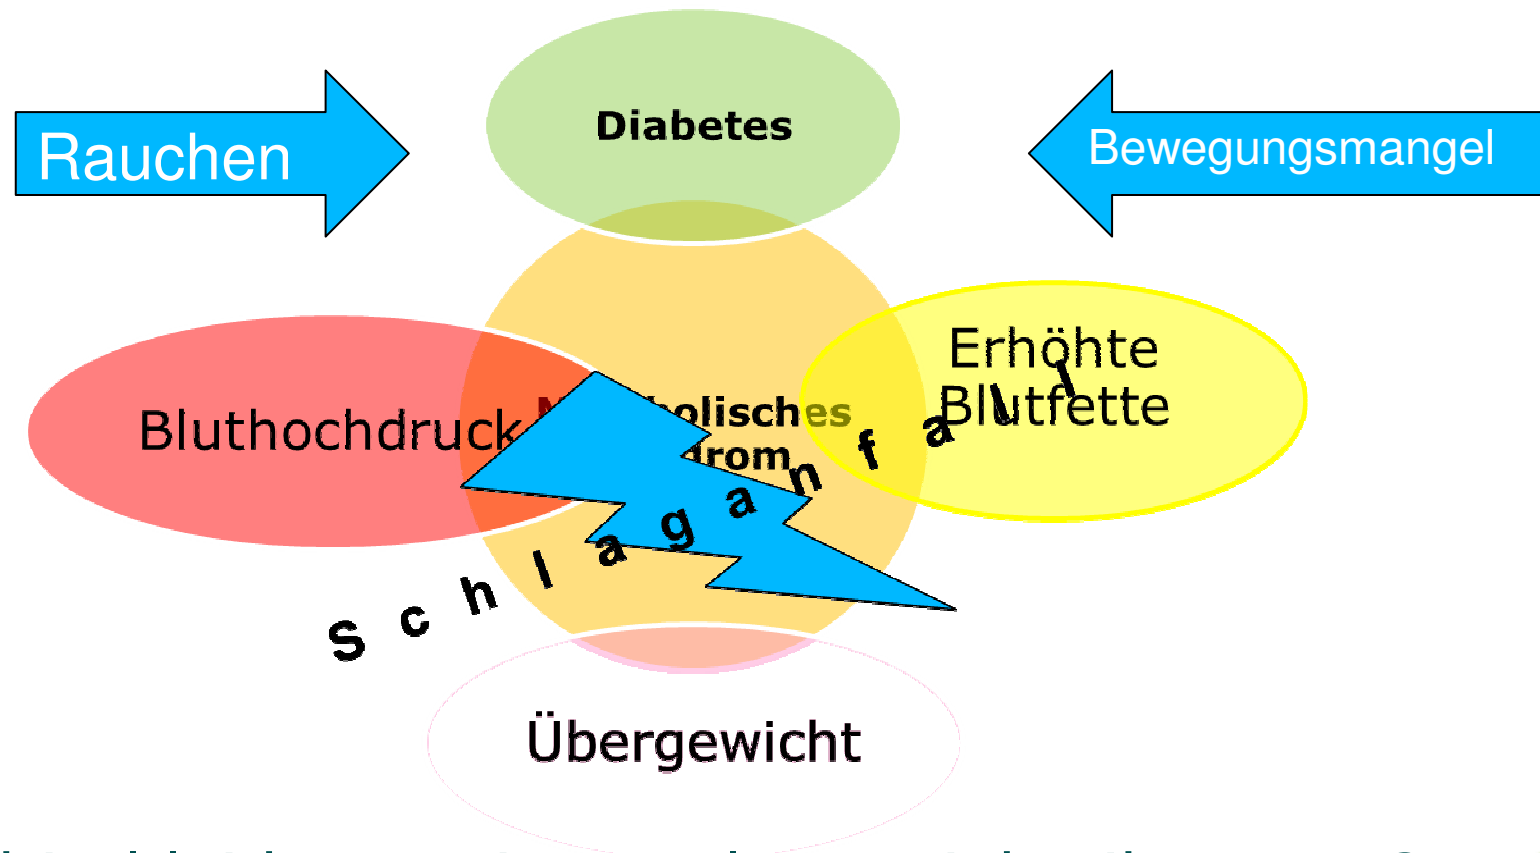 Diabetes
Rauchen
Bewegungsmangel
Erhöhte
Blutfette
Bluthochdruck
Schlaganfall
Übergewicht